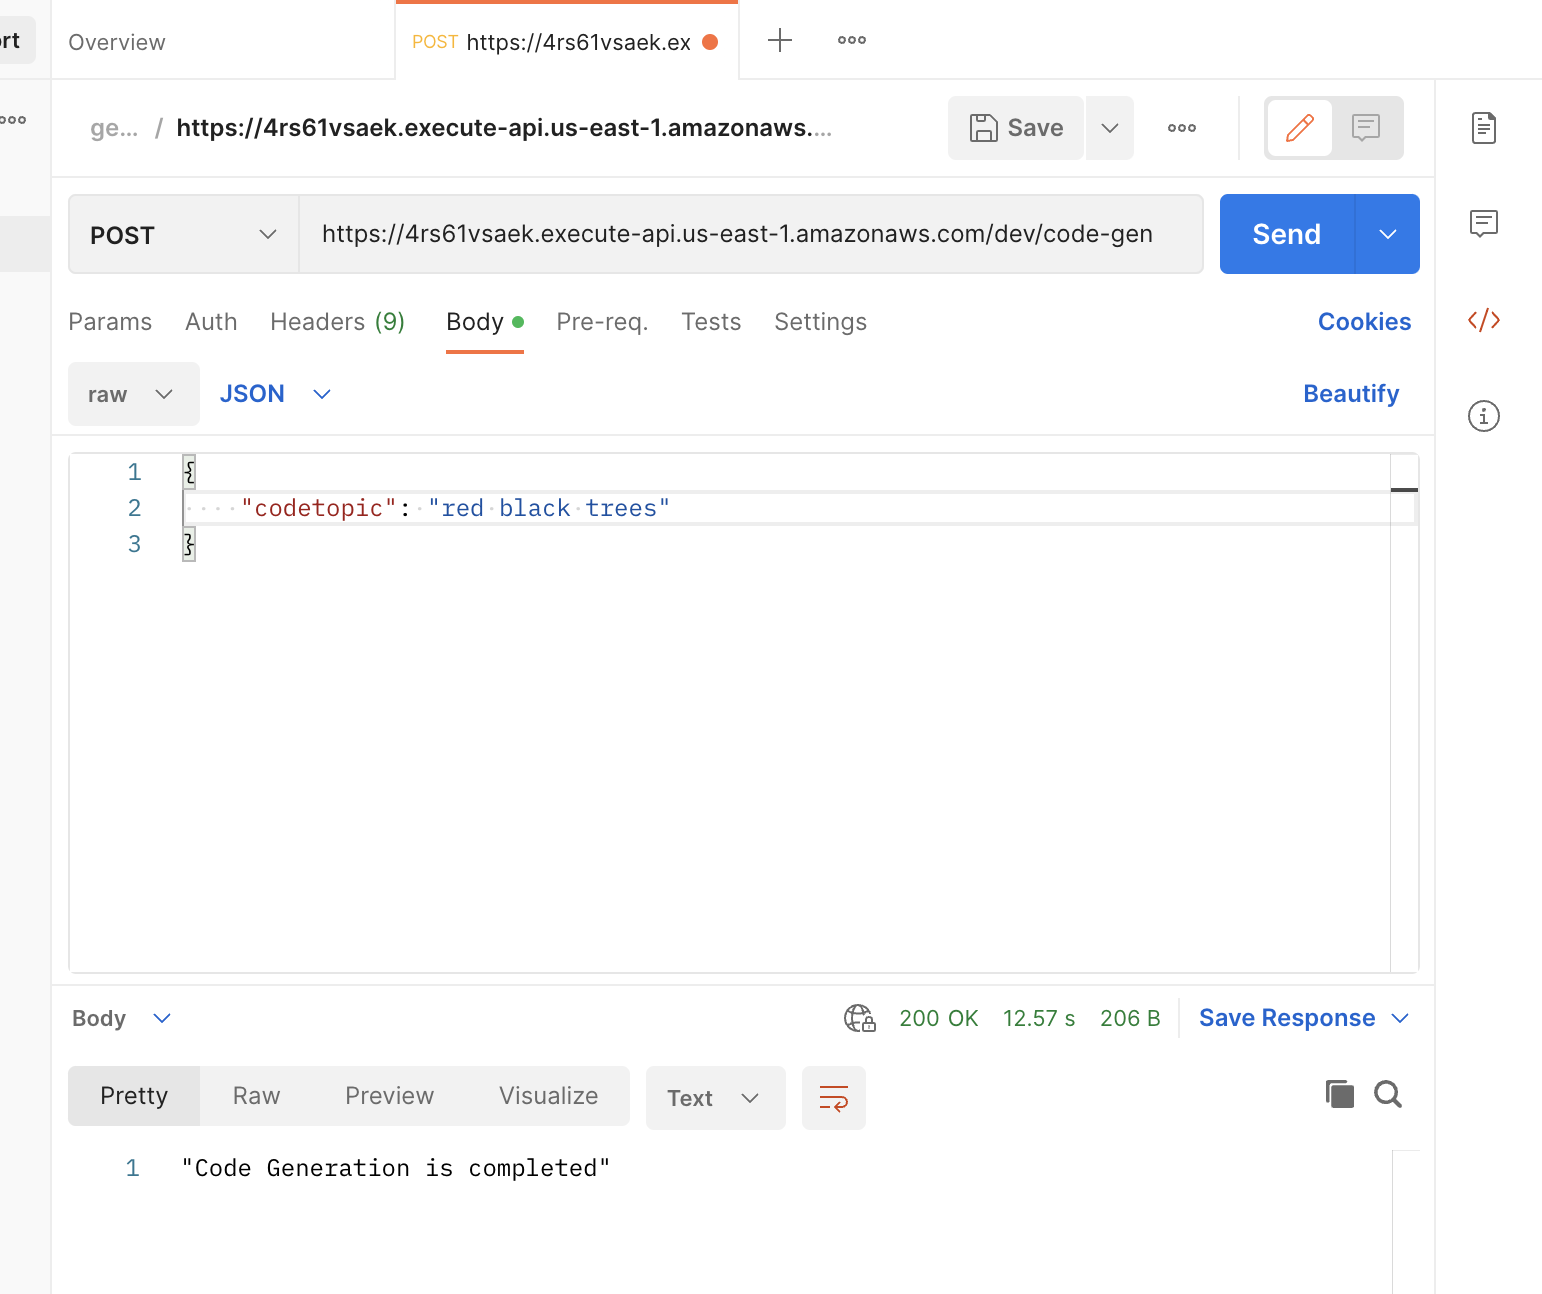 rt
Overview
POST https://4rs61vsaek.ex
ge... / https://4rs61vsaek.execute-api.us-east-1.amazonaws....
Save
POST
https://4rs61vsaek.execute-api.us-east-1.amazonaws.com/dev/code-gen
Send
Params Auth Headers (9) Body Pre-req. Tests Settings Cookies
raw JSON Beautify
1 {
2 "codetopic": "red black trees"
3 }
Body 200 OK 12.57 s 206 B Save Response
Pretty Raw Preview Visualize Text
1 "Code Generation is completed"